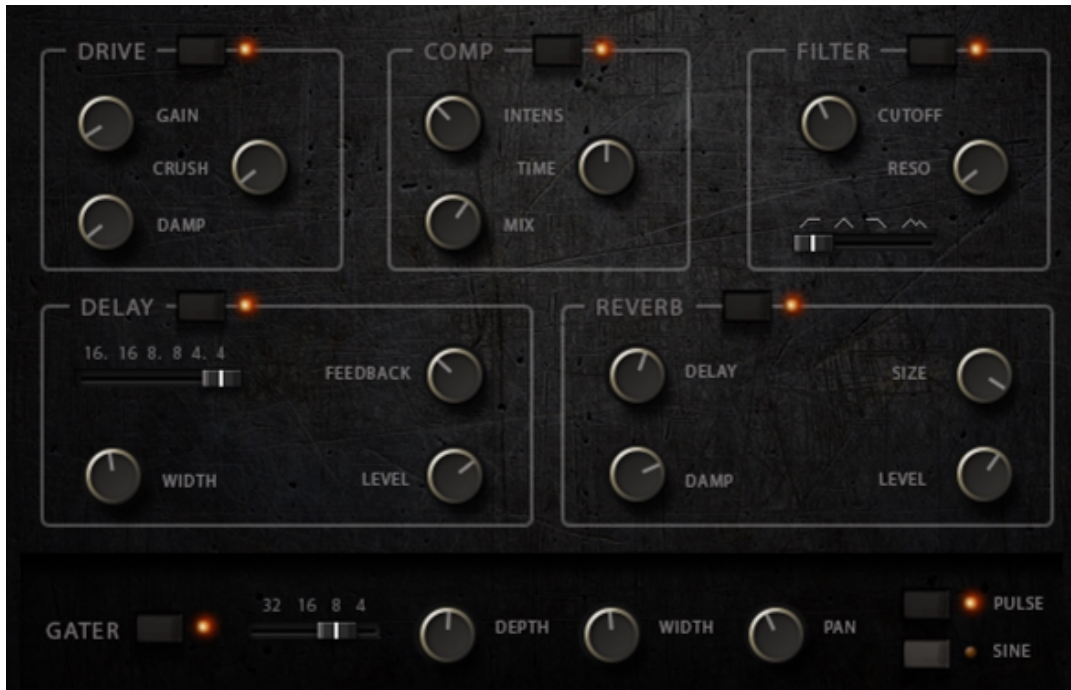 DRIVE
GAIN
CRUSH
DAMP
COMP
INTENS
TIME
MIX
FILTER
CUTOFF
RESO
DELAY
16. 16 8. 8 4. 4
FEEDBACK
WIDTH
LEVEL
REVERB
DELAY
SIZE
DAMP
LEVEL
GATER
32 16 8 4
DEPTH
WIDTH
PAN
PULSE
SINE